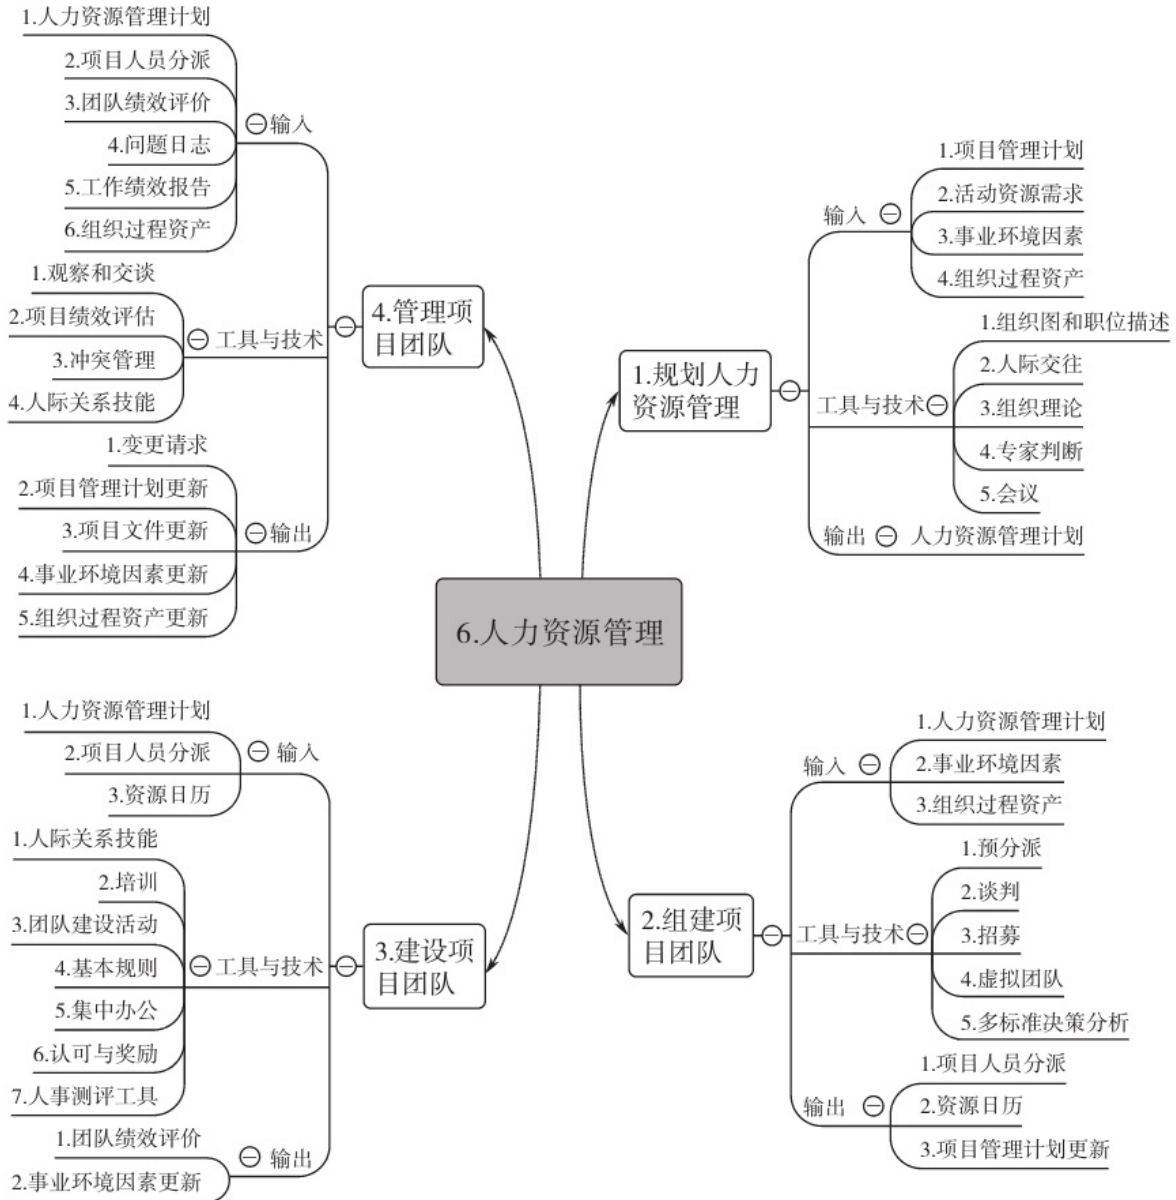 6.人力资源管理
1.规划人力
资源管理
输入
1.项目管理计划
2.活动资源需求
3.事业环境因素
4.组织过程资产
工具与技术
1.组织图和职位描述
2.人际交往
3.组织理论
4.专家判断
5.会议
输出
人力资源管理计划
2.组建项
目团队
输入
1.人力资源管理计划
2.事业环境因素
3.组织过程资产
工具与技术
1.预分派
2.谈判
3.招募
4.虚拟团队
5.多标准决策分析
输出
1.项目人员分派
2.资源日历
3.项目管理计划更新
3.建设项
目团队
输入
1.人力资源管理计划
2.项目人员分派
3.资源日历
工具与技术
1.人际关系技能
2.培训
3.团队建设活动
4.基本规则
5.集中办公
6.认可与奖励
7.人事测评工具
输出
1.团队绩效评价
2.事业环境因素更新
4.管理项
目团队
输入
1.人力资源管理计划
2.项目人员分派
3.团队绩效评价
4.问题日志
5.工作绩效报告
6.组织过程资产
工具与技术
1.观察和交谈
2.项目绩效评估
3.冲突管理
4.人际关系技能
输出
1.变更请求
2.项目管理计划更新
3.项目文件更新
4.事业环境因素更新
5.组织过程资产更新